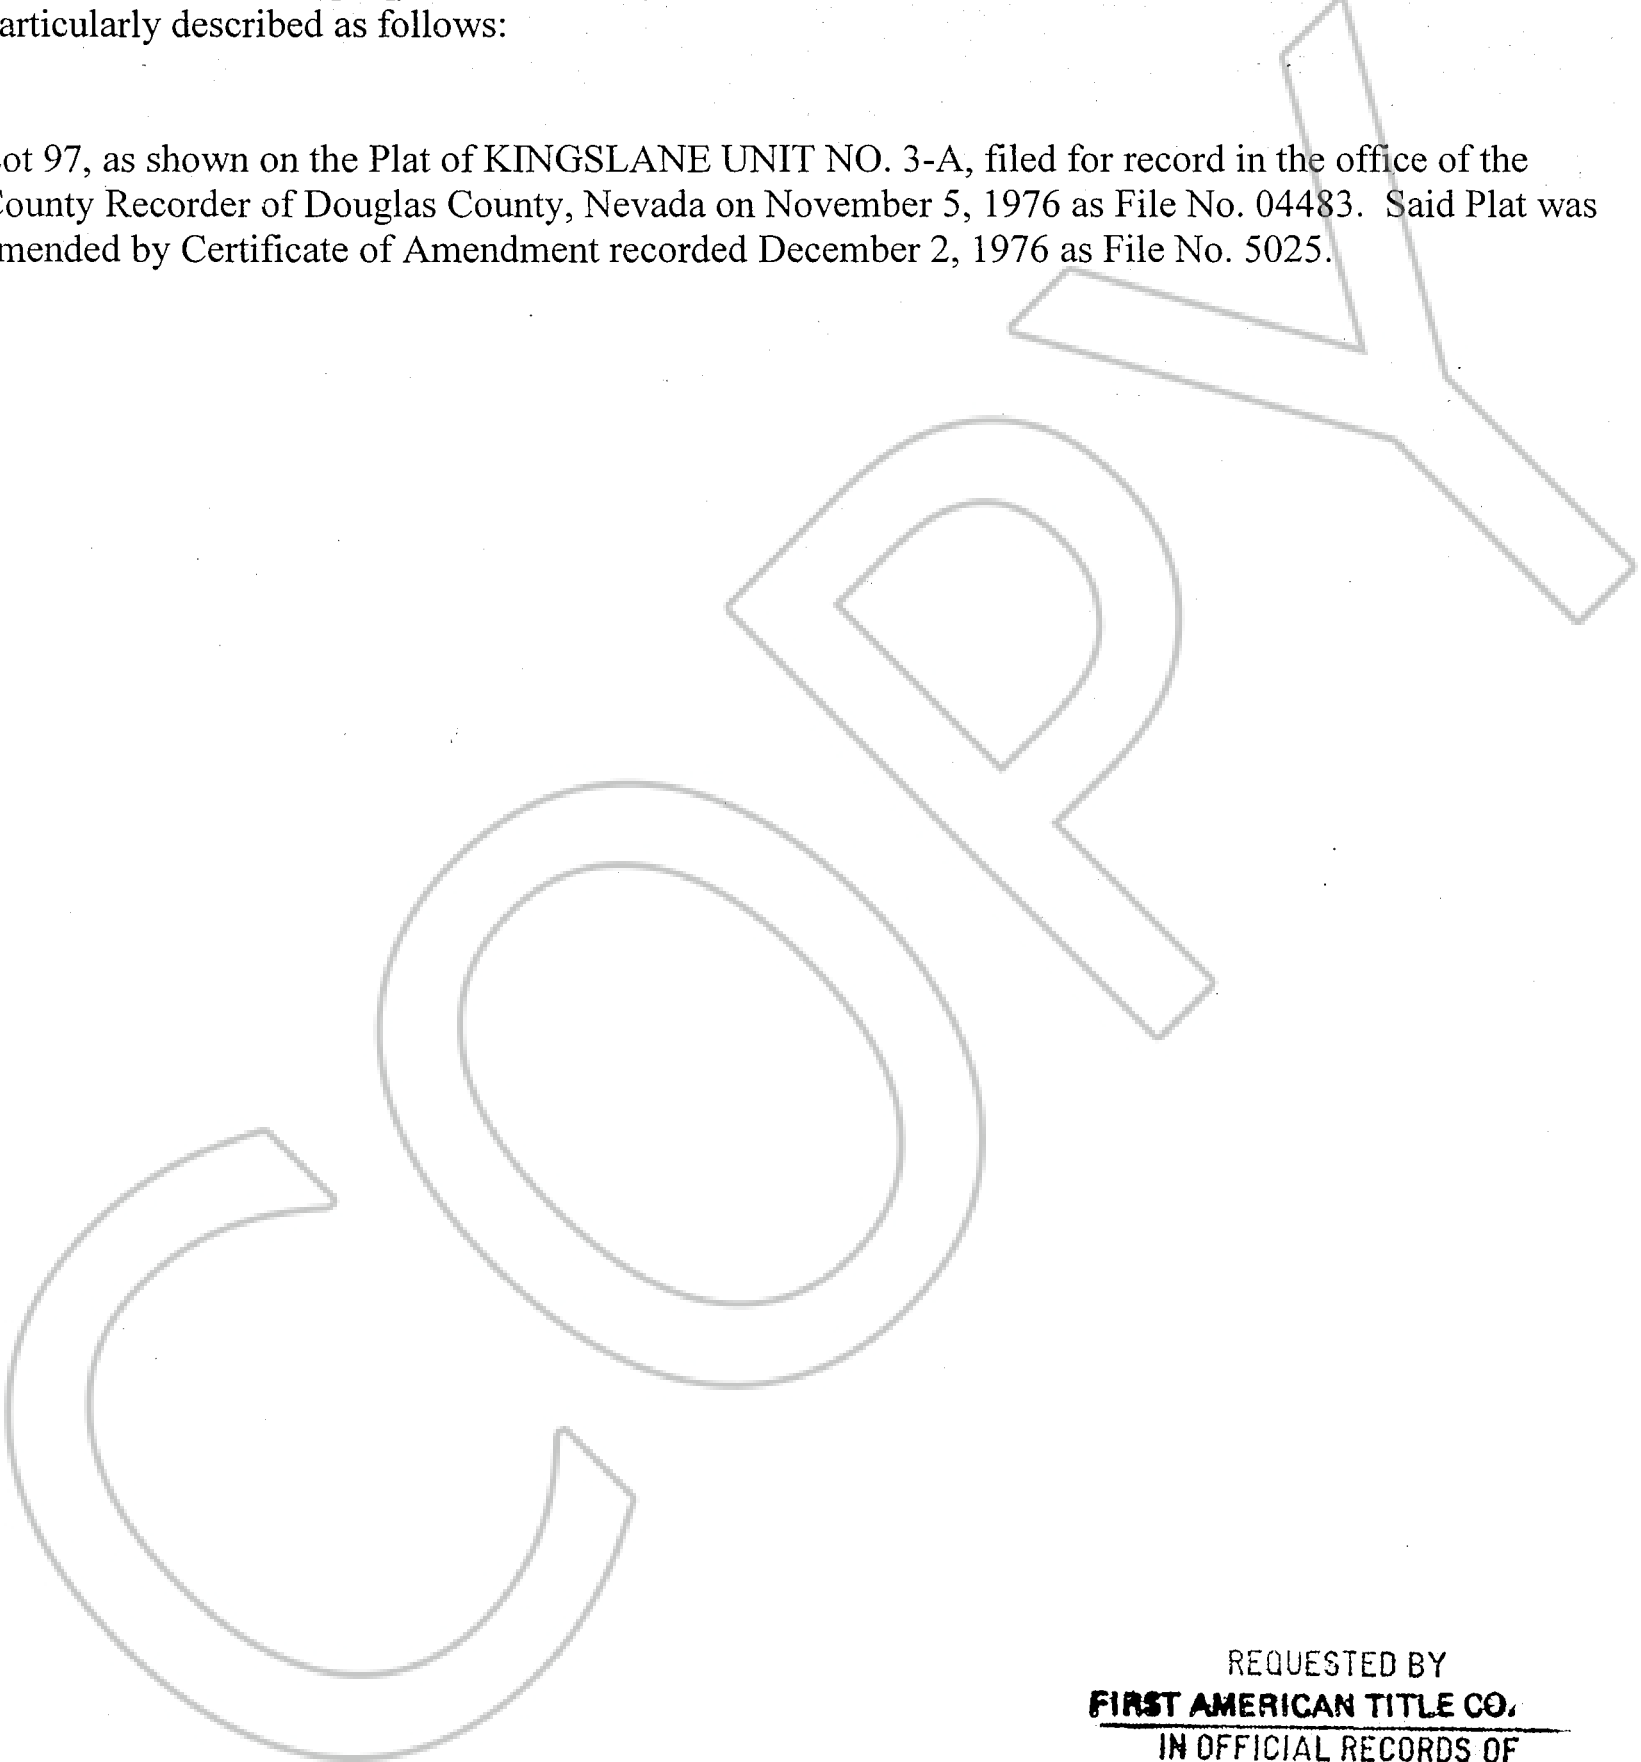 articularly described as follows:
ot 97, as shown on the Plat of KINGSLANE UNIT NO. 3-A, filed for record in the office of the
County Recorder of Douglas County, Nevada on November 5, 1976 as File No. 04483. Said Plat was
mended by Certificate of Amendment recorded December 2, 1976 as File No. 5025.
COPY
REQUESTED BY
FIRST AMERICAN TITLE CO.
IN OFFICIAL RECORDS OF